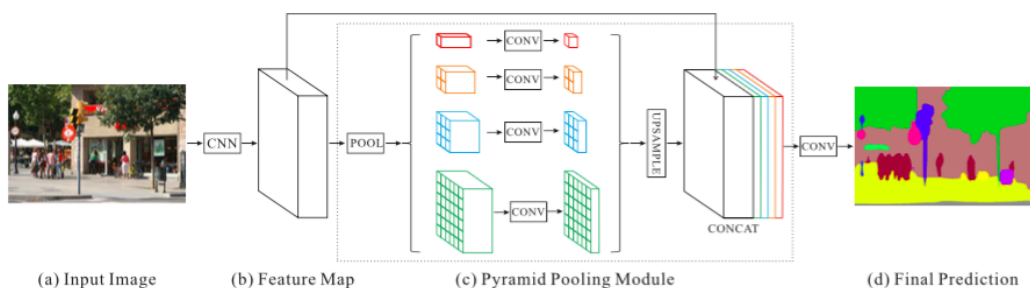 CNN
POOL
CONV
CONV
CONV
CONV
UPSAMPLE
CONCAT
CONV
(a) Input Image
(b) Feature Map
(c) Pyramid Pooling Module
(d) Final Prediction